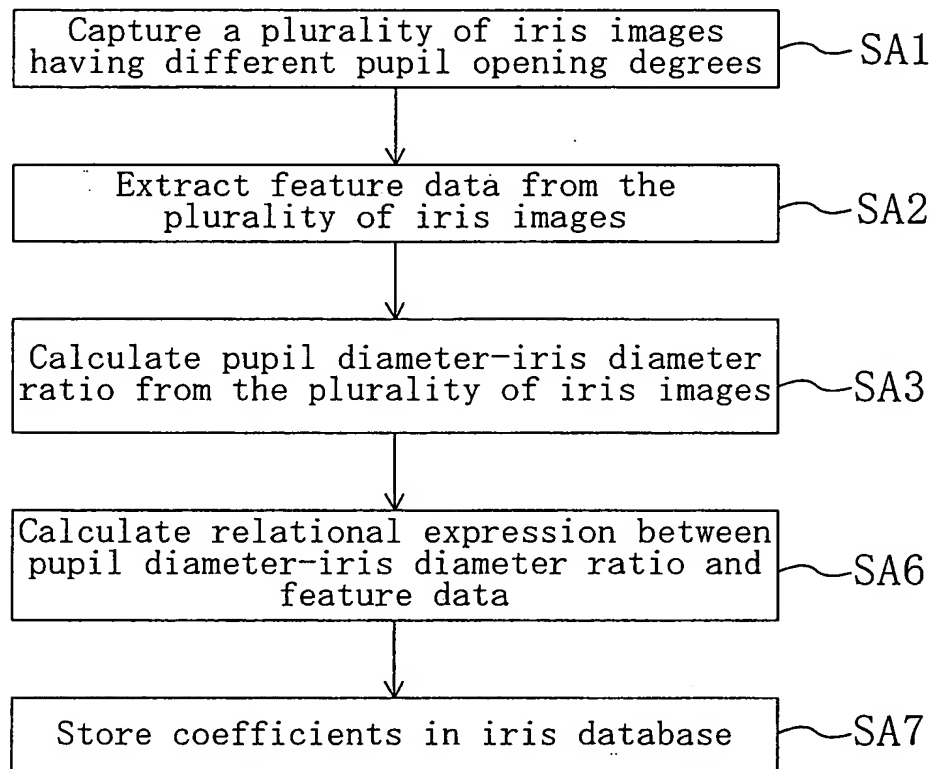 Capture a plurality of iris images
having different pupil opening degrees
SA1
Extract feature data from the
plurality of iris images
SA2
Calculate pupil diameter-iris diameter
ratio from the plurality of iris images
SA3
Calculate relational expression between
pupil diameter-iris diameter ratio and
feature data
SA6
Store coefficients in iris database
SA7